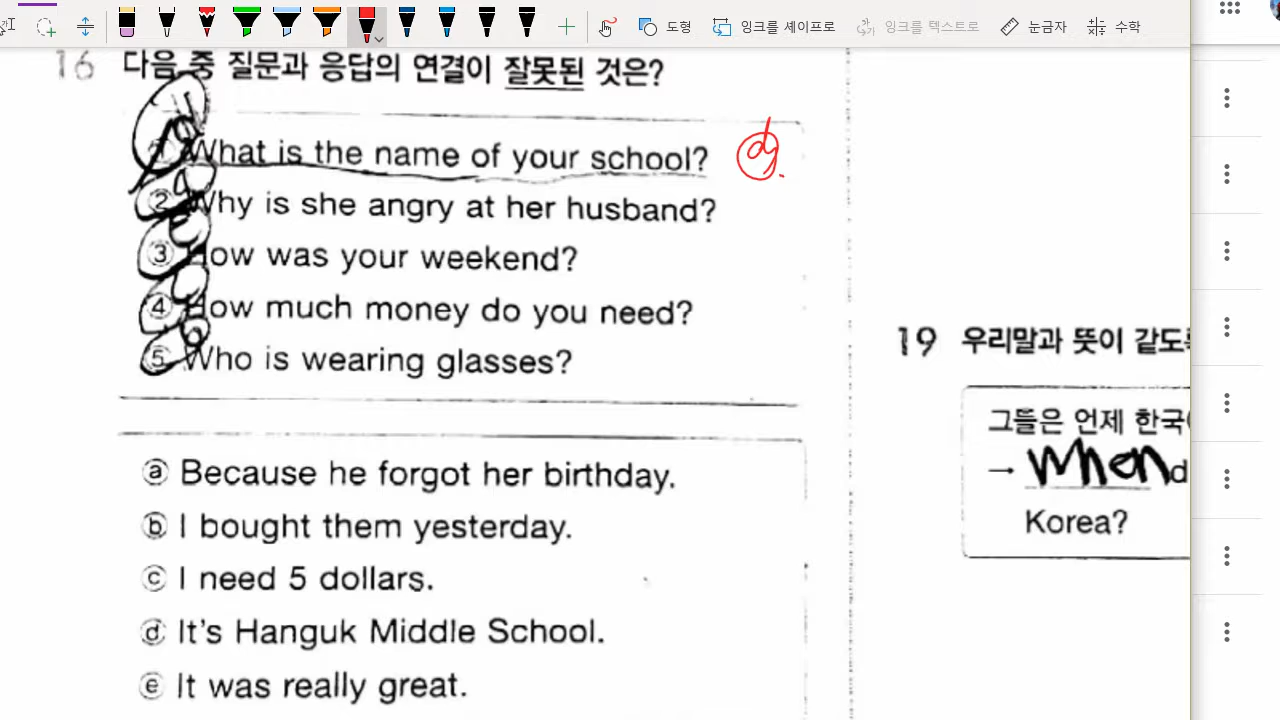 도형
잉크를 셰이프로
잉크를 텍스트로
눈금자
수학
16 다음 중 질문과 응답의 연결이 잘못된 것은?
① What is the name of your school? ⓓ
② Why is she angry at her husband?
③ How was your weekend?
④ How much money do you need?
⑤ Who is wearing glasses?
ⓐ Because he forgot her birthday.
ⓑ I bought them yesterday.
ⓒ I need 5 dollars.
ⓓ It's Hanguk Middle School.
ⓔ It was really great.
19 우리말과 뜻이 같도
그들은 언제 한국
→ When d
Korea?